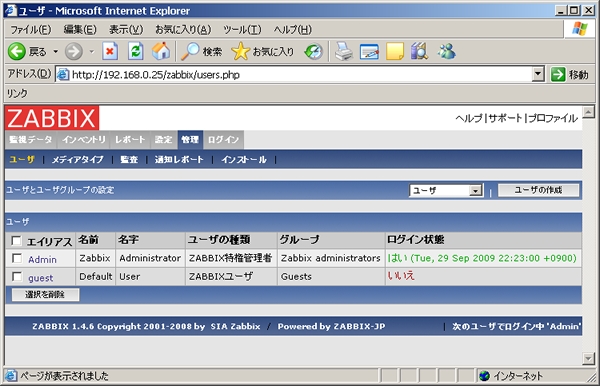 ユーザ - Microsoft Internet Explorer
ファイル(F) 編集(E) 表示(V) お気に入り(A) ツール(T) ヘルプ(H)
戻る 検索 お気に入り
アドレス(D) http://192.168.0.25/zabbix/users.php 移動
リンク
ZABBIX ヘルプ|サポート|プロファイル
監視データ インベントリ レポート 設定 管理 ログイン
ユーザ | メディアタイプ | 監査 | 通知レポート | インストール |
ユーザとユーザグループの設定 ユーザ | ユーザの作成
ユーザ
エイリアス 名前 名字 ユーザの種類 グループ ログイン状態
Admin Zabbix Administrator ZABBIX特権管理者 Zabbix administrators はい (Tue, 29 Sep 2009 22:23:00 +0900)
guest Default User ZABBIXユーザ Guests いいえ
選択を削除
ZABBIX 1.4.6 Copyright 2001-2008 by SIA Zabbix / Powered by ZABBIX-JP | 次のユーザでログイン中 'Admin'
ページが表示されました インターネット